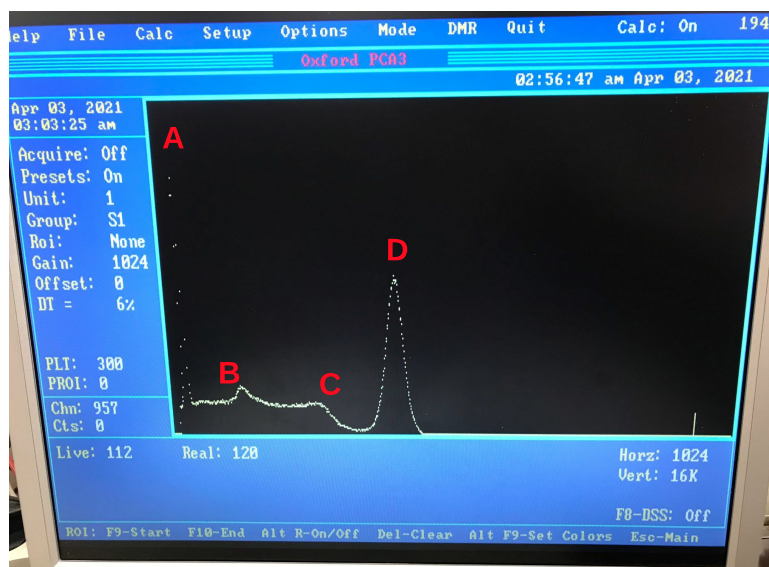 Help File Calc Setup Options Mode DMR Quit Calc: On 194
Oxford PCA3
02:56:47 am Apr 03, 2021
Apr 03, 2021
03:03:25 am
Acquire: Off
Presets: On
Unit: 1
Group: S1
Roi: None
Gain: 1024
Offset: 0
DT = 6%
PLT: 300
PROI: 0
Chn: 957
Cts: 0
A
B
C
D
Live: 112 Real: 120 Horz: 1024
Vert: 16K
F8-DSS: Off
ROI: F9-Start F10-End Alt R-On/Off Del-Clear Alt F9-Set Colors Esc-Main